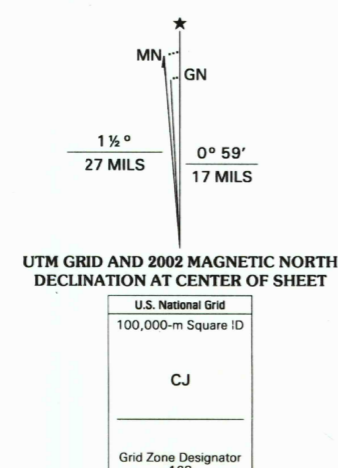 ★
MN
GN
1 ½ °
27 MILS
0° 59′
17 MILS
UTM GRID AND 2002 MAGNETIC NORTH
DECLINATION AT CENTER OF SHEET
U.S. National Grid
100,000-m Square ID
CJ
Grid Zone Designator